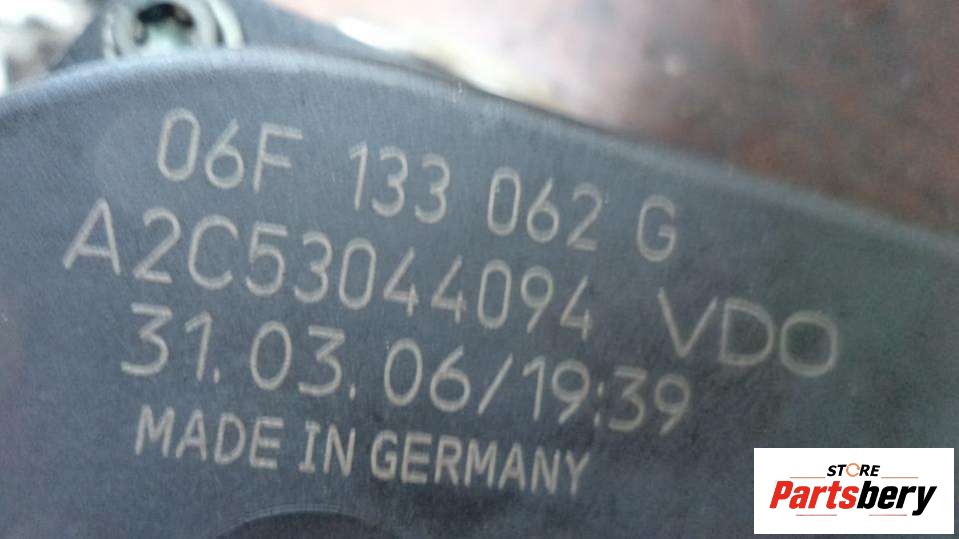 06F 133 062 G
A2C53044094 VDO
31.03.06/19:39
MADE IN GERMANY
STORE
Partsbery